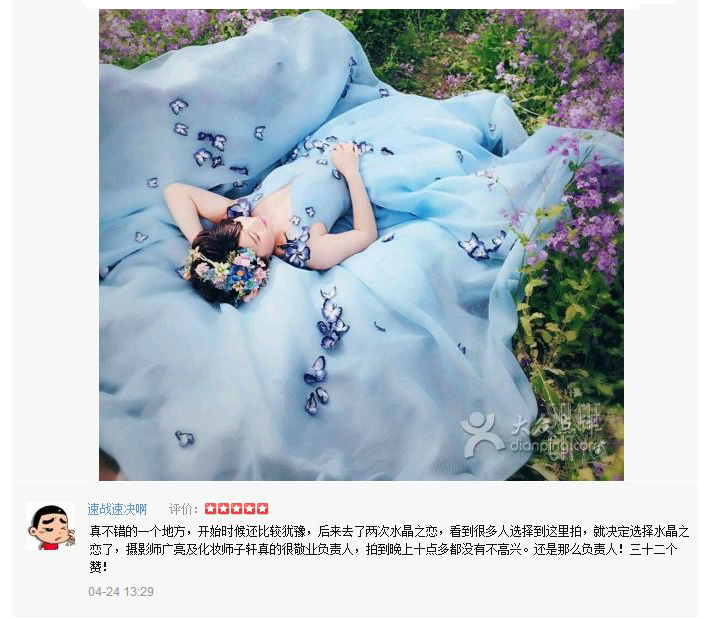 大众点评
dianping.com
速战速决啊 评价：
真不错的一个地方，开始时候还比较犹豫，后来去了两次水晶之恋，看到很多人选择到这里拍，就决定选择水晶之
恋了，摄影师广亮及化妆师子轩真的很敬业负责人，拍到晚上十点多都没有不高兴。还是那么负责人！三十二个
赞！
04-24 13:29